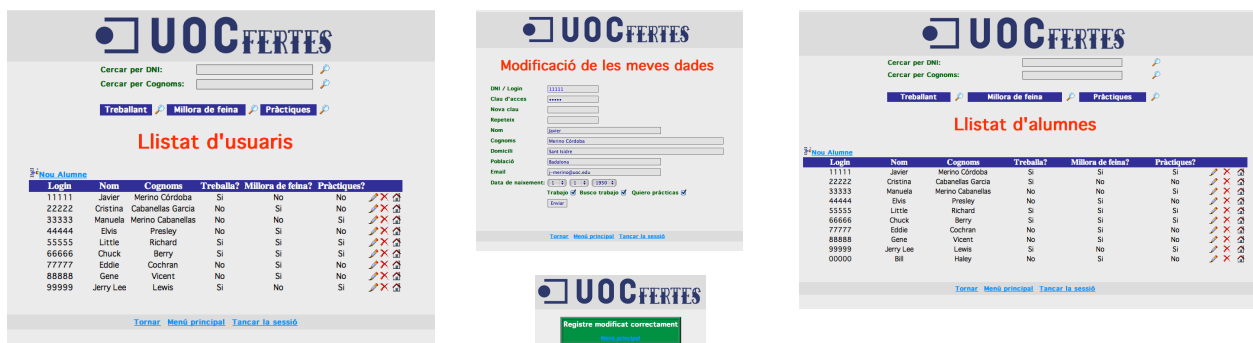 UOCFERTES
Cercar per DNI:
Cercar per Cognoms:
Treballant Millora de feina Pràctiques
Llistat d'usuaris
Nou Alumne
Login Nom Cognoms Treballa? Millora de feina? Pràctiques?
11111 Javier Merino Córdoba Si No No
22222 Cristina Cabanellas Garcia No Si No
33333 Manuela Merino Cabanellas No No Si
44444 Elvis Presley No Si No
55555 Little Richard Si Si Si
66666 Chuck Berry Si Si Si
77777 Eddie Cochran No Si No
88888 Gene Vicent No Si No
99999 Jerry Lee Lewis Si No Si
Tornar Menú principal Tancar la sessió
UOCFERTES
Modificació de les meves dades
DNI / Login 11111
Clau d'acces •••••
Nova clau
Repeteix
Nom Javier
Cognoms Merino Córdoba
Domicili Sant Isidre
Població Badalona
Email j-merino@uoc.edu
Data de naixement: 1 1 1950
Trabajo Busco trabajo Quiero prácticas
Enviar
Tornar Menú principal Tancar la sessió
UOCFERTES
Registre modificat correctament
Menú principal
UOCFERTES
Cercar per DNI:
Cercar per Cognoms:
Treballant Millora de feina Pràctiques
Llistat d'alumnes
Nou Alumne
Login Nom Cognoms Treballa? Millora de feina? Pràctiques?
11111 Javier Merino Córdoba Si Si Si
22222 Cristina Cabanellas Garcia No Si No
33333 Manuela Merino Cabanellas No No Si
44444 Elvis Presley No Si No
55555 Little Richard Si Si Si
66666 Chuck Berry Si Si Si
77777 Eddie Cochran No Si No
88888 Gene Vicent No Si No
99999 Jerry Lee Lewis Si No Si
00000 Bill Haley No Si No
Tornar Menú principal Tancar la sessió